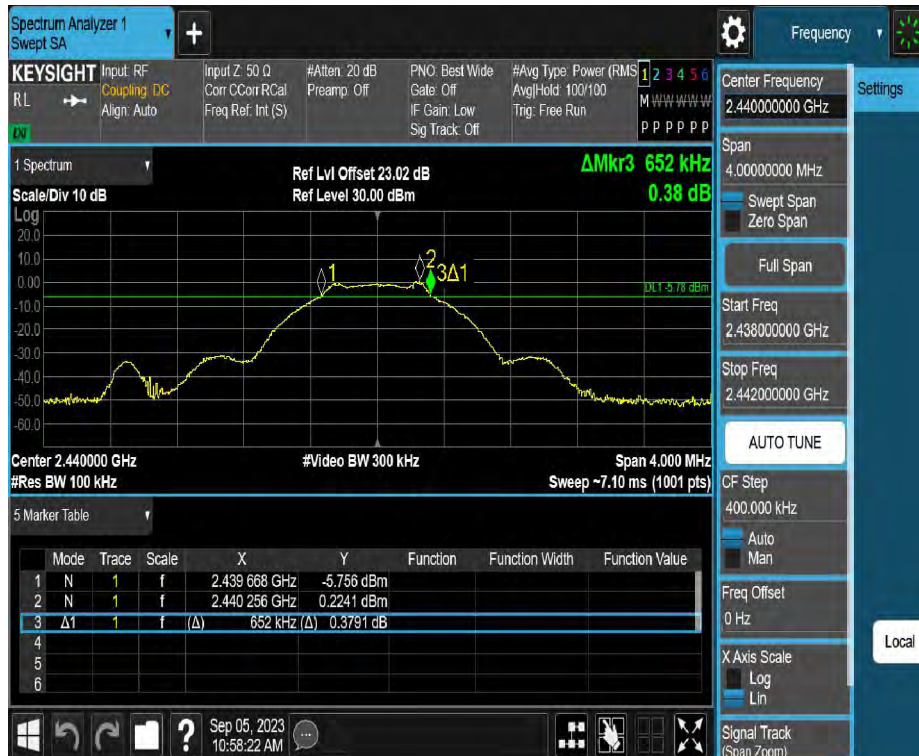 Spectrum Analyzer 1
Swept SA
Frequency
KEYSIGHT
RL
Input: RF
Coupling: DC
Align: Auto
Input Z: 50 Ω
Corr CCorr RCal
Freq Ref: Int (S)
#Atten: 20 dB
Preamp: Off
PNO: Best Wide
Gate: Off
IF Gain: Low
Sig Track: Off
#Avg Type: Power (RMS
Avg|Hold: 100/100
Trig: Free Run
1 2 3 4 5 6
M W W W W W
P P P P P P
Center Frequency
2.440000000 GHz
Settings
Span
4.00000000 MHz
Swept Span
Zero Span
Full Span
Start Freq
2.438000000 GHz
Stop Freq
2.442000000 GHz
AUTO TUNE
CF Step
400.000 kHz
Auto
Man
Freq Offset
0 Hz
X Axis Scale
Log
Lin
Signal Track
(Span Zoom)
Local
1 Spectrum
Scale/Div 10 dB
Ref Lvl Offset 23.02 dB
Ref Level 30.00 dBm
ΔMkr3 652 kHz
0.38 dB
Log
20.0
10.0
0.00
-10.0
-20.0
-30.0
-40.0
-50.0
-60.0
1
2
3Δ1
DL1 -5.78 dBm
Center 2.440000 GHz
#Video BW 300 kHz
Span 4.000 MHz
#Res BW 100 kHz
Sweep ~7.10 ms (1001 pts)
5 Marker Table
Mode Trace Scale X Y Function Function Width Function Value
1 N 1 f 2.439 668 GHz -5.756 dBm
2 N 1 f 2.440 256 GHz 0.2241 dBm
3 Δ1 1 f (Δ) 652 kHz (Δ) 0.3791 dB
4
5
6
Sep 05, 2023
10:58:22 AM